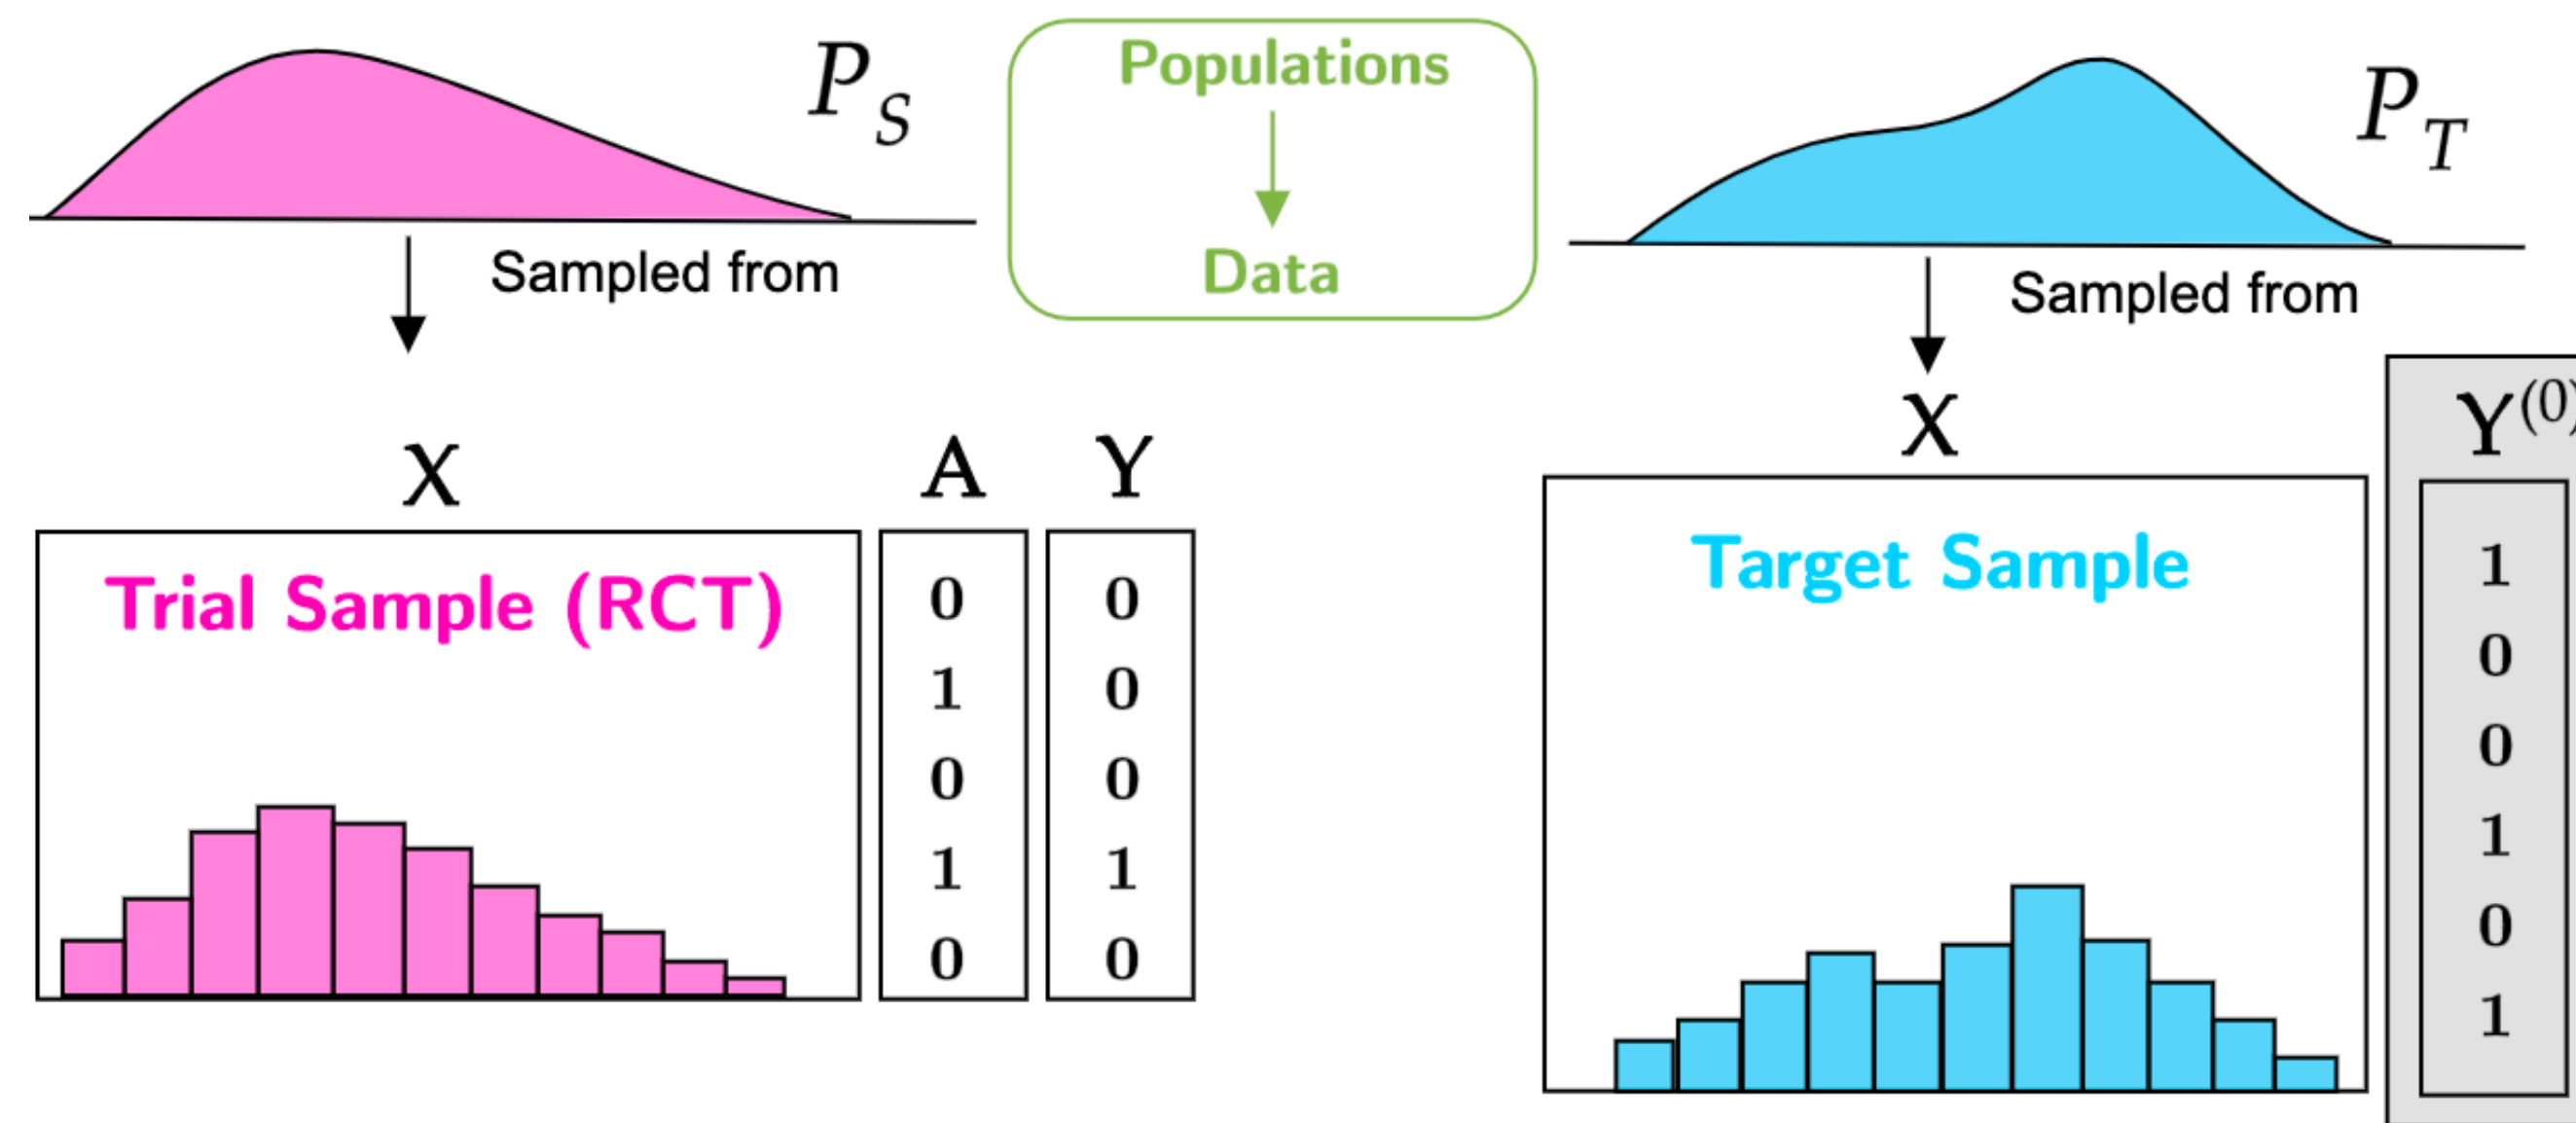 P_S
Populations
Data
P_T
Sampled from
Sampled from
X
A
Y
X
Y^(0)
Trial Sample (RCT)
0 0
1 0
0 0
1 1
0 0
Target Sample
1
0
0
1
0
1